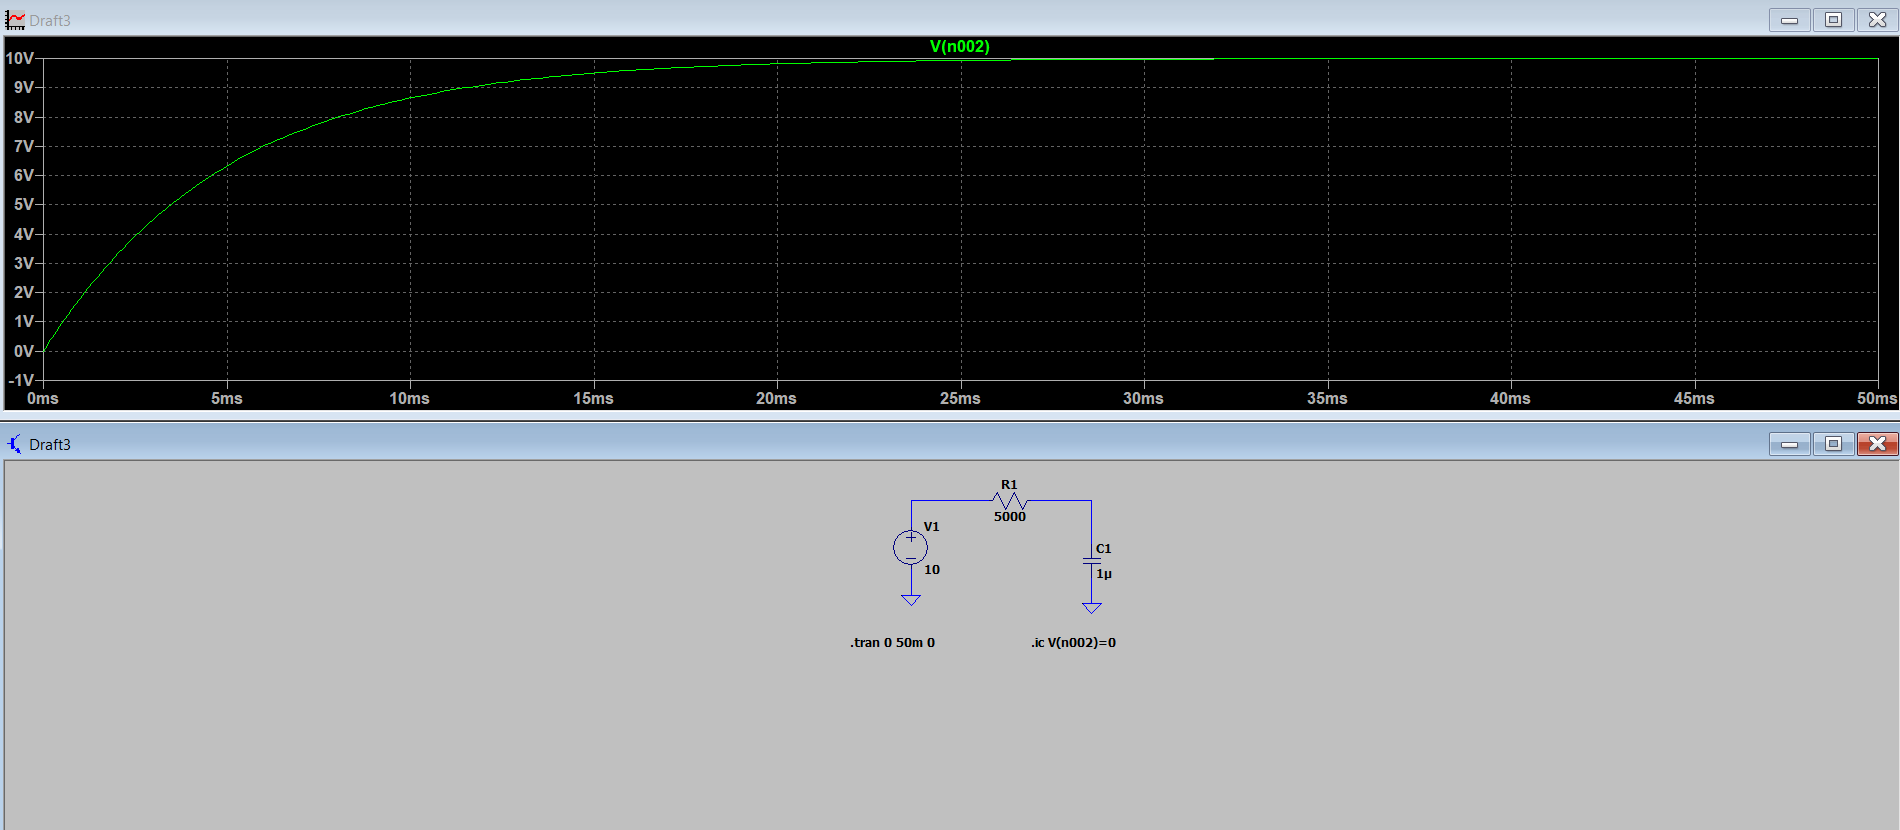 Draft3
V(n002)
10V
9V
8V
7V
6V
5V
4V
3V
2V
1V
0V
-1V
0ms 5ms 10ms 15ms 20ms 25ms 30ms 35ms 40ms 45ms 50ms
Draft3
R1
5000
V1
10
C1
1µ
.tran 0 50m 0
.ic V(n002)=0